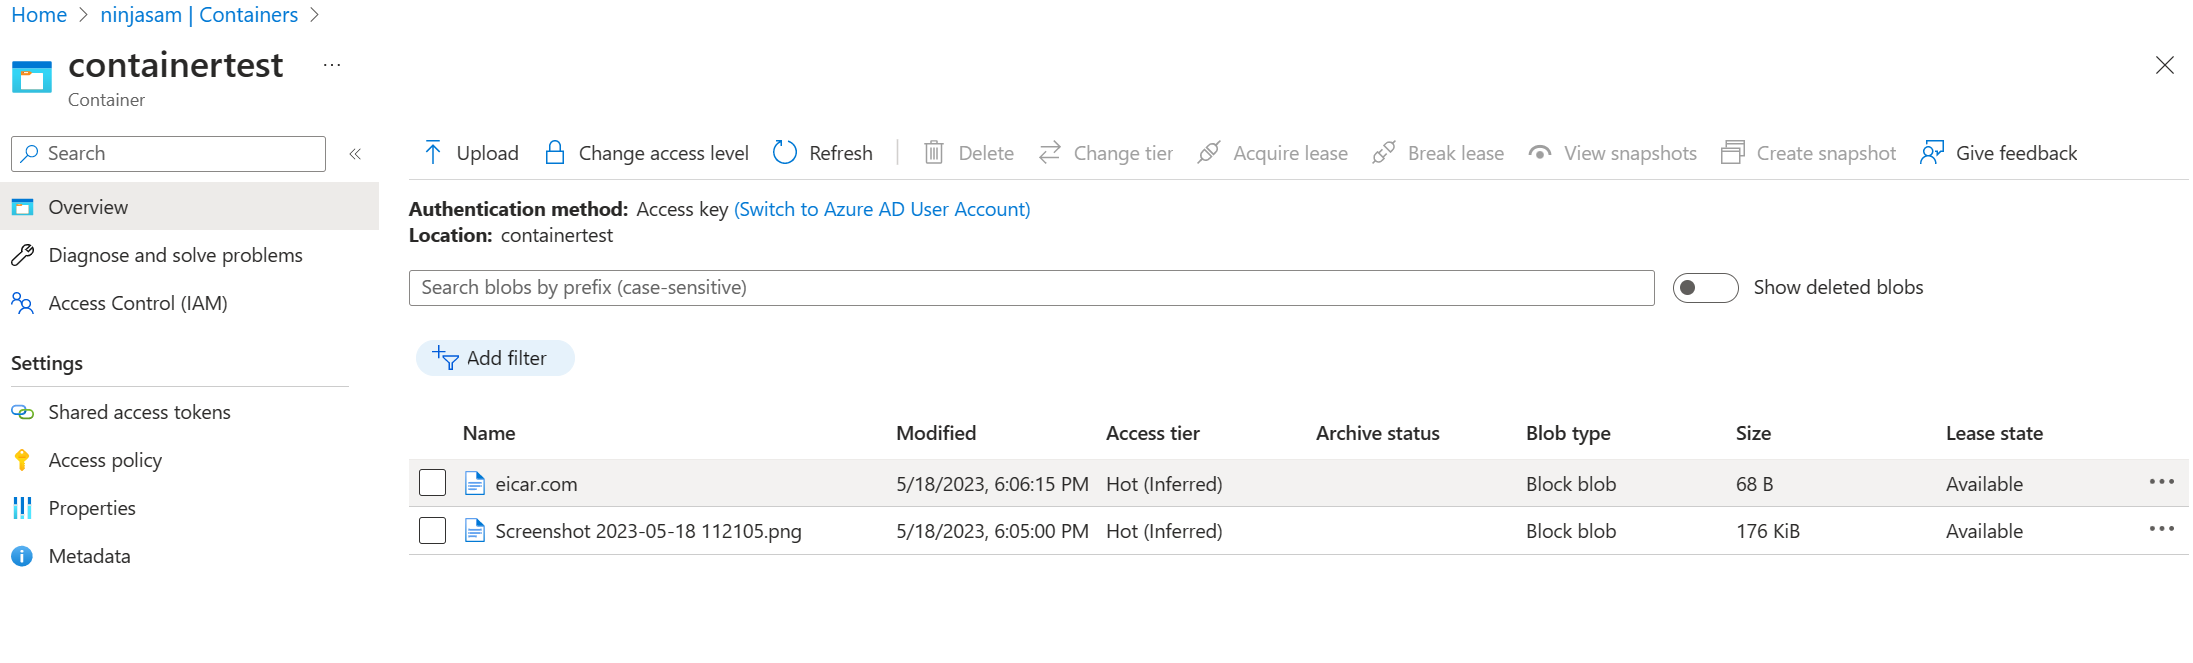 Home > ninjasam | Containers >
containertest ...
Container
Search «
Upload Change access level Refresh | Delete Change tier Acquire lease Break lease View snapshots Create snapshot Give feedback
Overview
Diagnose and solve problems
Access Control (IAM)
Settings
Shared access tokens
Access policy
Properties
Metadata
Authentication method: Access key (Switch to Azure AD User Account)
Location: containertest
Search blobs by prefix (case-sensitive) Show deleted blobs
Add filter
Name Modified Access tier Archive status Blob type Size Lease state
eicar.com 5/18/2023, 6:06:15 PM Hot (Inferred) Block blob 68 B Available ...
Screenshot 2023-05-18 112105.png 5/18/2023, 6:05:00 PM Hot (Inferred) Block blob 176 KiB Available ...